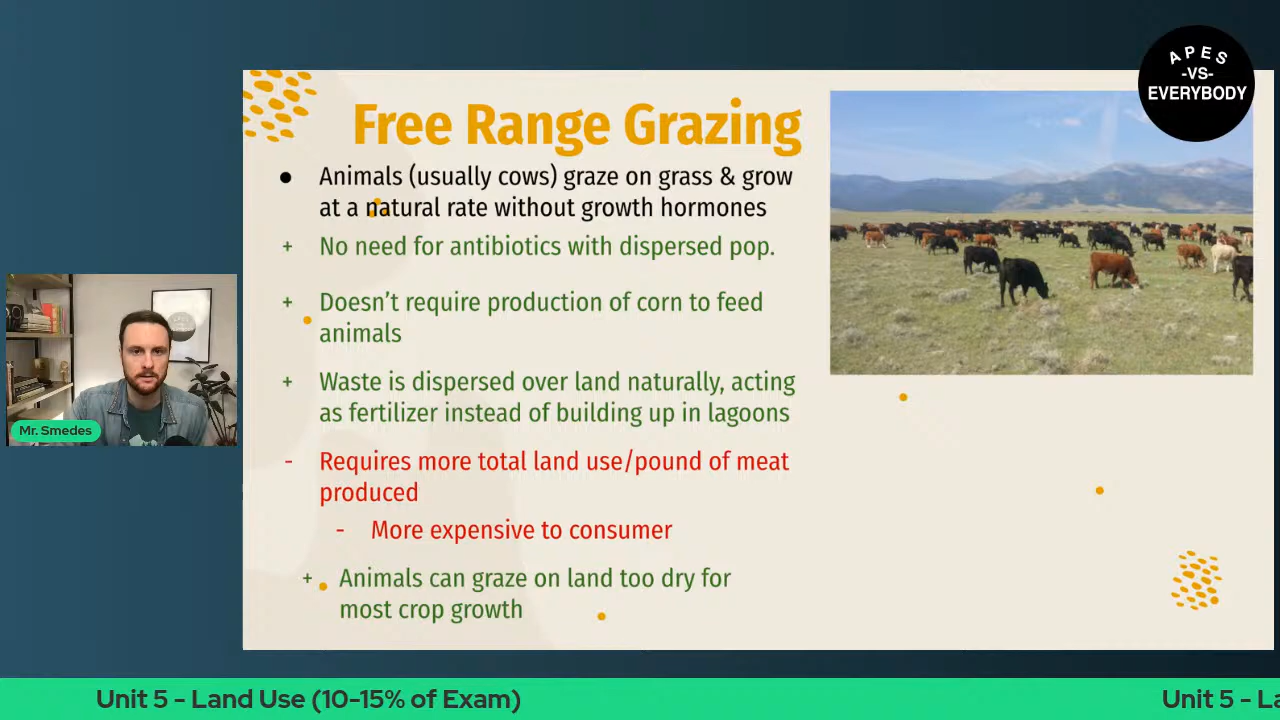 APES
-VS-
EVERYBODY
Free Range Grazing
● Animals (usually cows) graze on grass & grow
at a natural rate without growth hormones
+ No need for antibiotics with dispersed pop.
+ Doesn't require production of corn to feed
animals
+ Waste is dispersed over land naturally, acting
as fertilizer instead of building up in lagoons
- Requires more total land use/pound of meat
produced
- More expensive to consumer
+ Animals can graze on land too dry for
most crop growth
Mr. Smedes
Unit 5 - Land Use (10-15% of Exam)
Unit 5 - La